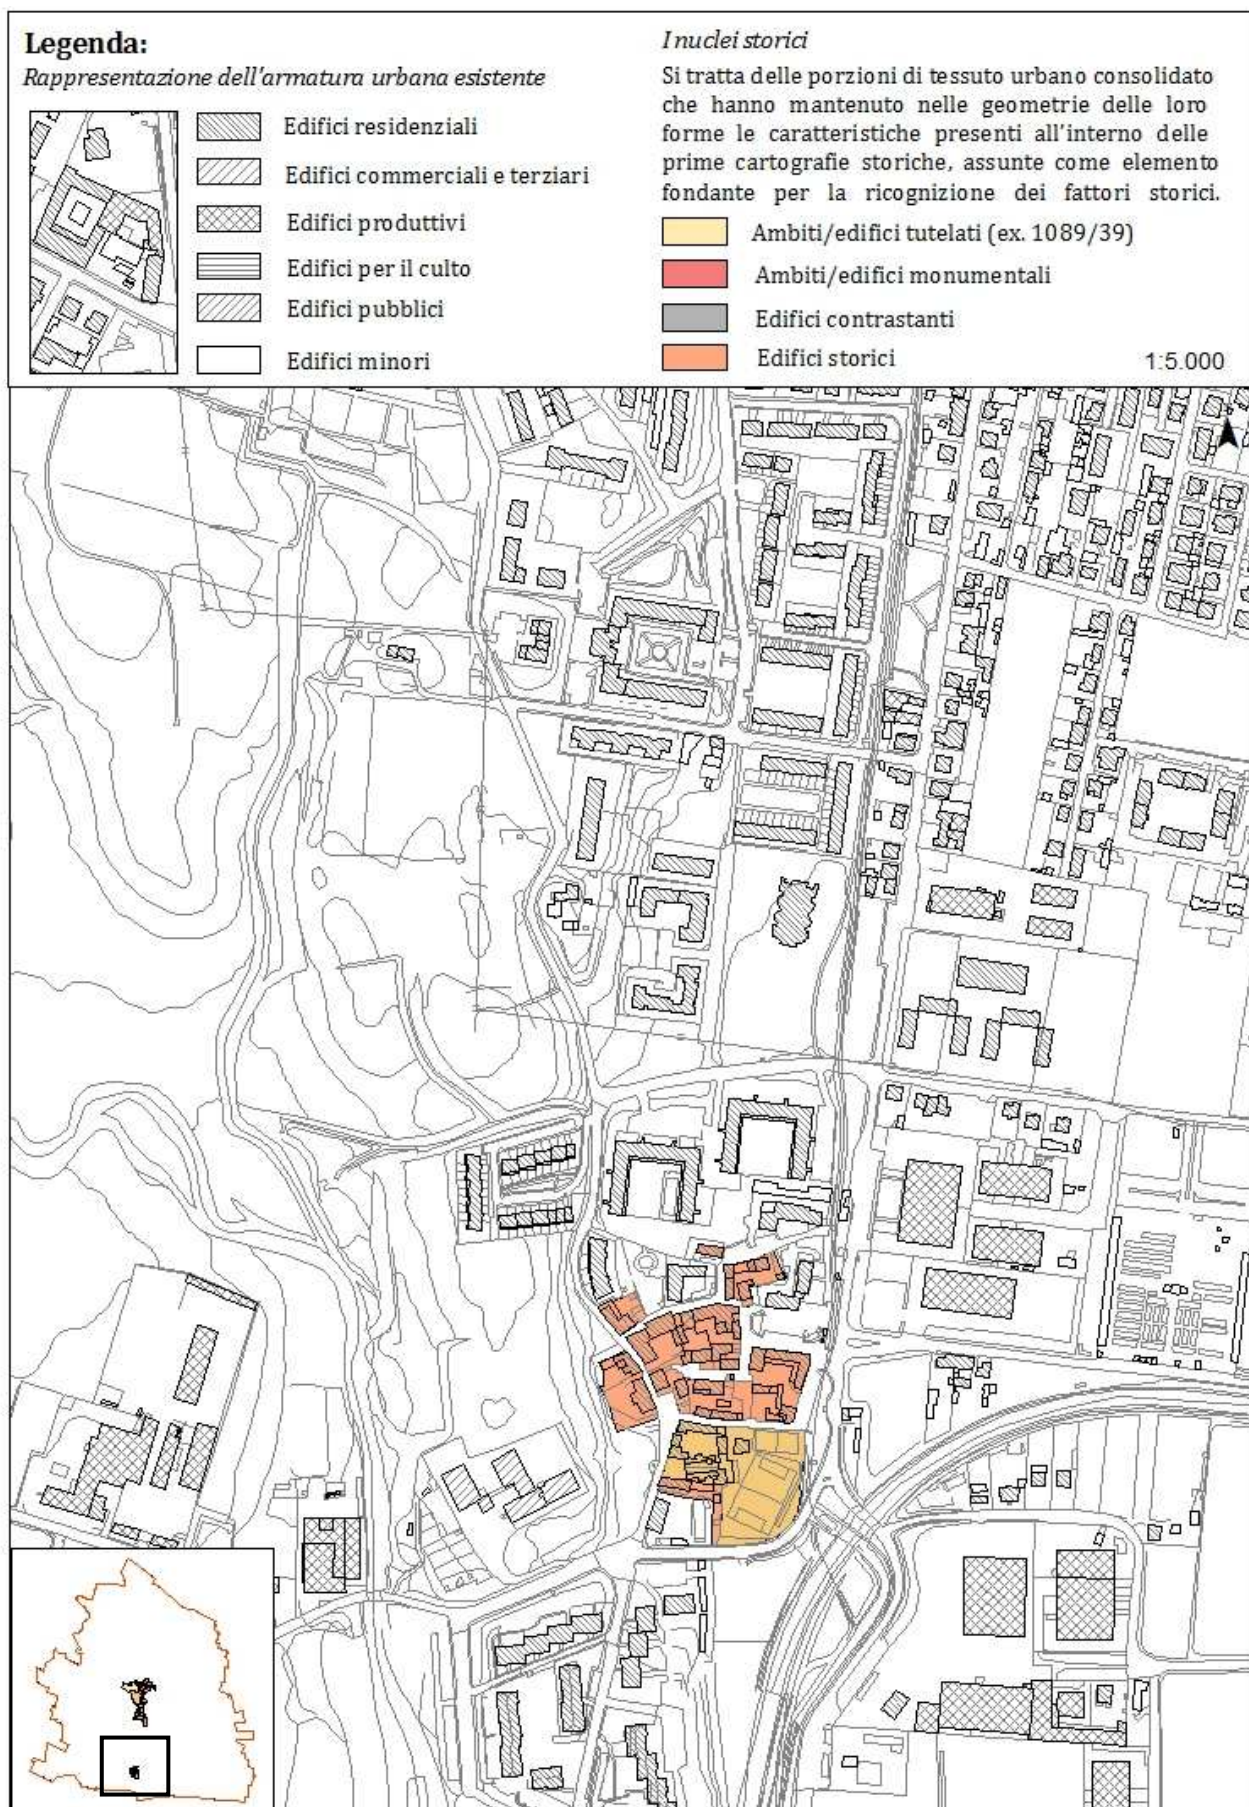 Legenda:
Rappresentazione dell'armatura urbana esistente
Edifici residenziali
Edifici commerciali e terziari
Edifici produttivi
Edifici per il culto
Edifici pubblici
Edifici minori
I nuclei storici
Si tratta delle porzioni di tessuto urbano consolidato
che hanno mantenuto nelle geometrie delle loro
forme le caratteristiche presenti all'interno delle
prime cartografie storiche, assunte come elemento
fondante per la ricognizione dei fattori storici.
Ambiti/edifici tutelati (ex. 1089/39)
Ambiti/edifici monumentali
Edifici contrastanti
Edifici storici
1:5.000